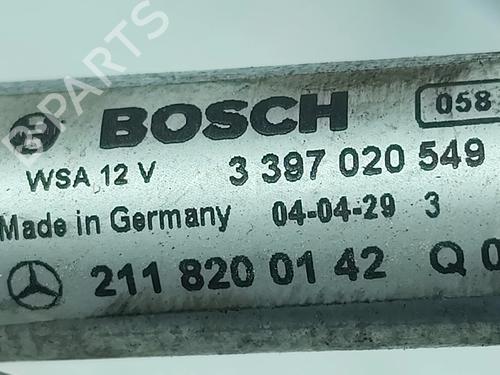 BOSCH 058
WSA 12 V 3 397 020 549
Made in Germany 04-04-29 3
211 820 01 42 Q 0